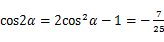 cos2α = 2cos²α − 1 = − 7/25